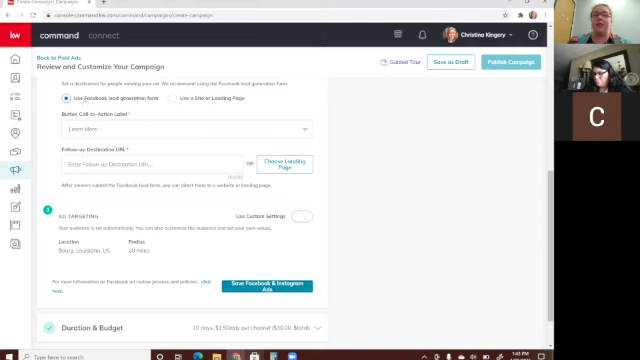 Create Campaign
console.command.kw.com/command/campaigns/create-campaign
kw command connect Christina Kingery
Back to Paid Ads
Review and Customize Your Campaign
Guided Tour
Save as Draft
Publish Campaign
Set a destination for people viewing your ad. We recommend using the Facebook lead generation form.
Use Facebook lead generation form
Use a Site or Landing Page
Button Call-to-Action Label *
Learn More
Follow-up Destination URL *
Enter Follow-up Destination URL...
OR
Choose Landing
Page
After viewers submit the Facebook lead form, you can direct them to a website or landing page.
3 AD TARGETING
Use Custom Settings
Your audience is set automatically. You can also customize the audience and set your own values.
Location Radius
Bourg, Louisiana, US 20 miles
For more information on Facebook ad review process and policies, click
here.
Save Facebook & Instagram
Ads
Duration & Budget
10 days, $1.50/day per channel ($30.00 total)
C
Type here to search
1:45 PM